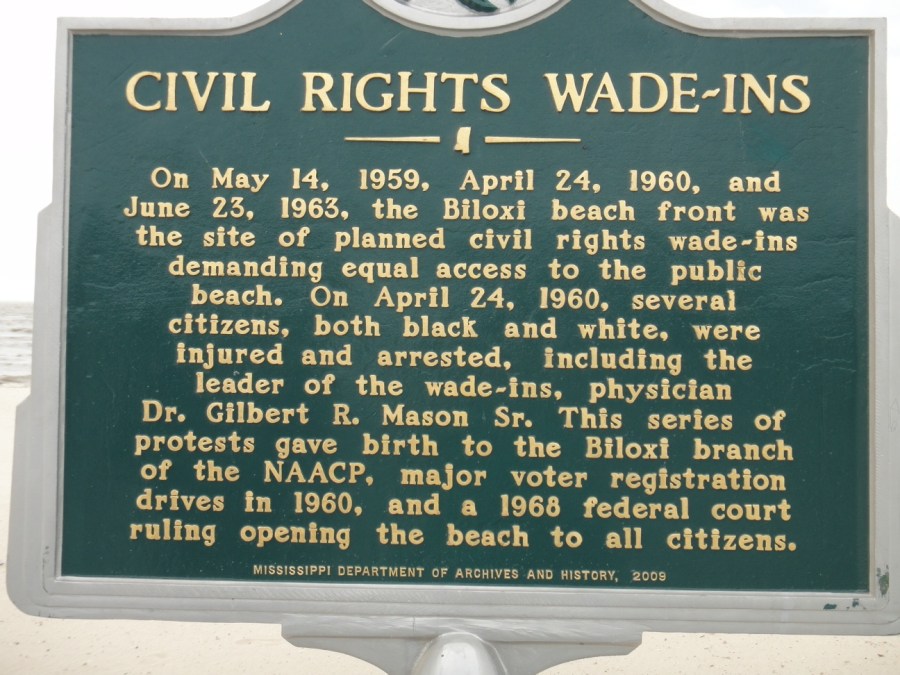 CIVIL RIGHTS WADE-INS
On May 14, 1959, April 24, 1960, and
June 23, 1963, the Biloxi beach front was
the site of planned civil rights wade-ins
demanding equal access to the public
beach. On April 24, 1960, several
citizens, both black and white, were
injured and arrested, including the
leader of the wade-ins, physician
Dr. Gilbert R. Mason Sr. This series of
protests gave birth to the Biloxi branch
of the NAACP, major voter registration
drives in 1960, and a 1968 federal court
ruling opening the beach to all citizens.
MISSISSIPPI DEPARTMENT OF ARCHIVES AND HISTORY, 2009